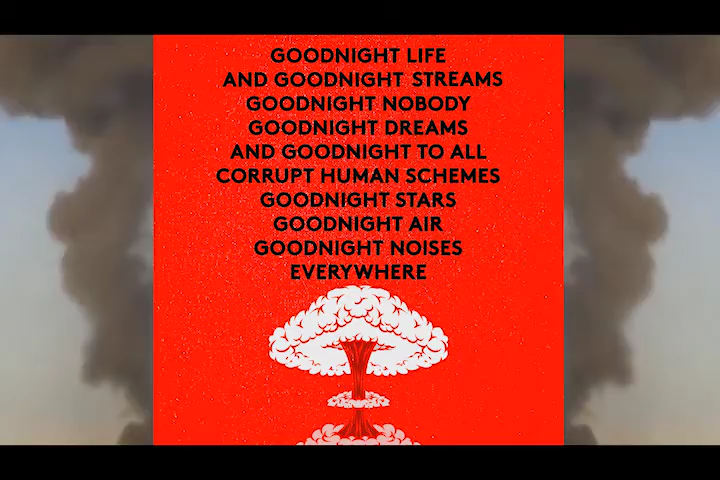 GOODNIGHT LIFE
AND GOODNIGHT STREAMS
GOODNIGHT NOBODY
GOODNIGHT DREAMS
AND GOODNIGHT TO ALL
CORRUPT HUMAN SCHEMES
GOODNIGHT STARS
GOODNIGHT AIR
GOODNIGHT NOISES
EVERYWHERE